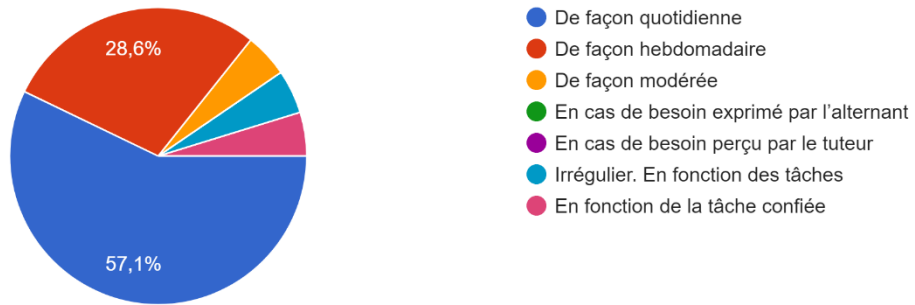 28,6%
57,1%
De façon quotidienne
De façon hebdomadaire
De façon modérée
En cas de besoin exprimé par l'alternant
En cas de besoin perçu par le tuteur
Irrégulier. En fonction des tâches
En fonction de la tâche confiée